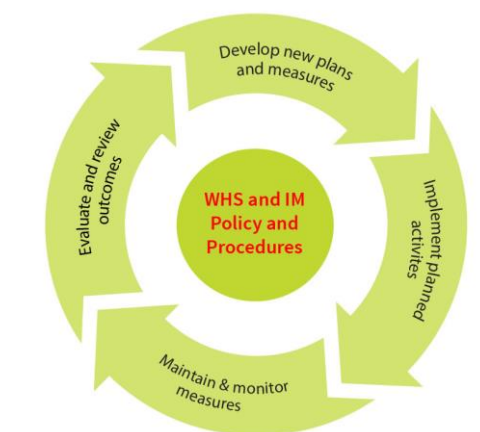 Develop new plans
and measures
Implement planned
activites
Maintain & monitor
measures
Evaluate and review
outcomes
WHS and IM
Policy and
Procedures